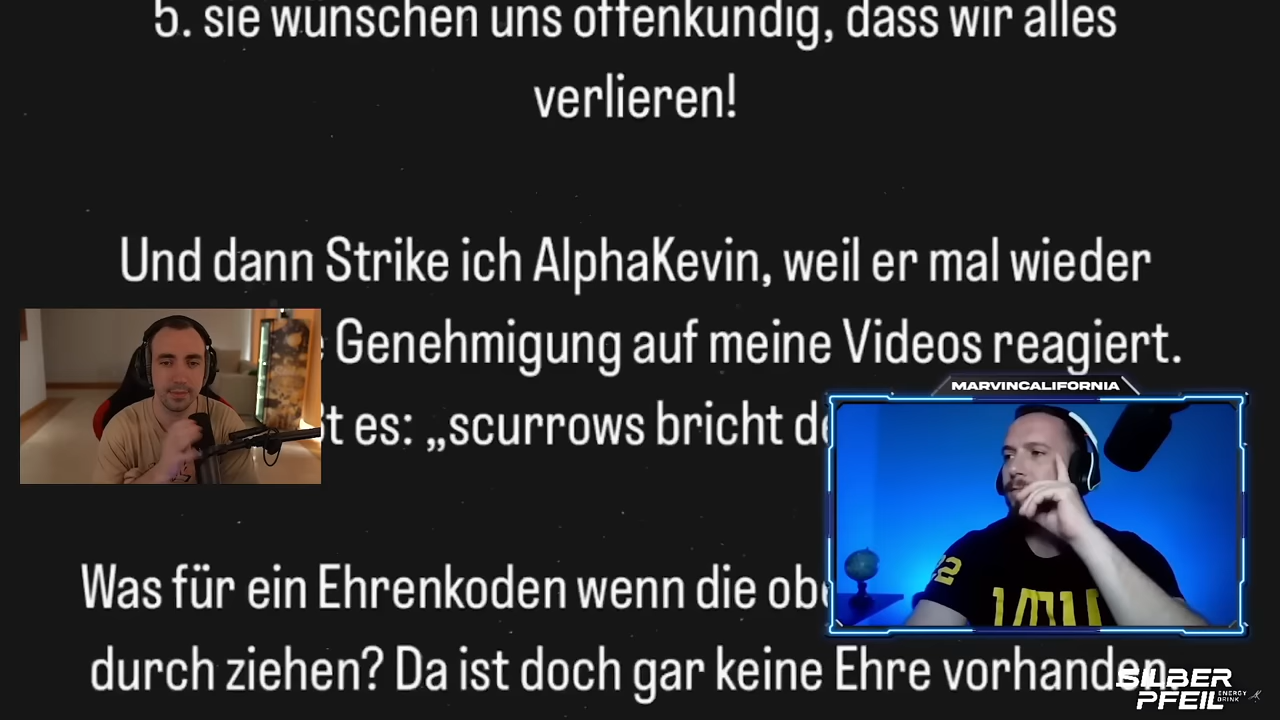 5. sie wünschen uns offenkundig, dass wir alles
verlieren!
Und dann Strike ich AlphaKevin, weil er mal wieder
Genehmigung auf meine Videos reagiert.
es: „scurrows bricht
MARVINCALIFORNIA
Was für ein Ehrenkoden wenn die
durch ziehen? Da ist doch gar keine Ehre vorhanden.
SILBER
PFEIL ENERGY
DRINK